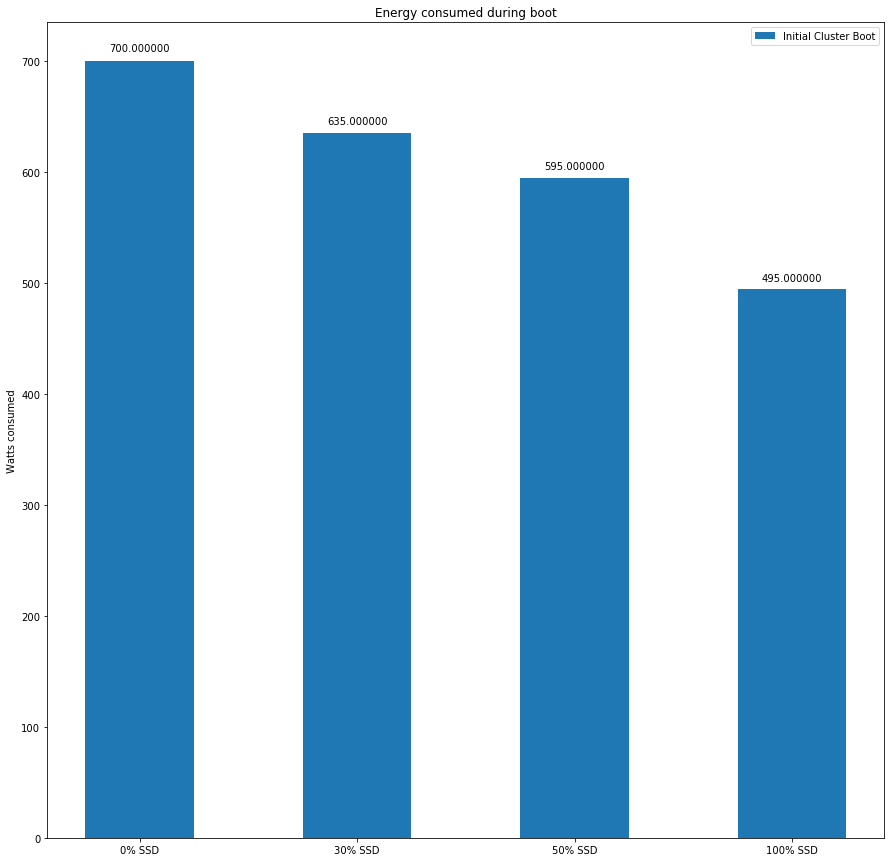 Energy consumed during boot
Initial Cluster Boot
700.000000
635.000000
595.000000
495.000000
Watts consumed
700
600
500
400
300
200
100
0
0% SSD
30% SSD
50% SSD
100% SSD